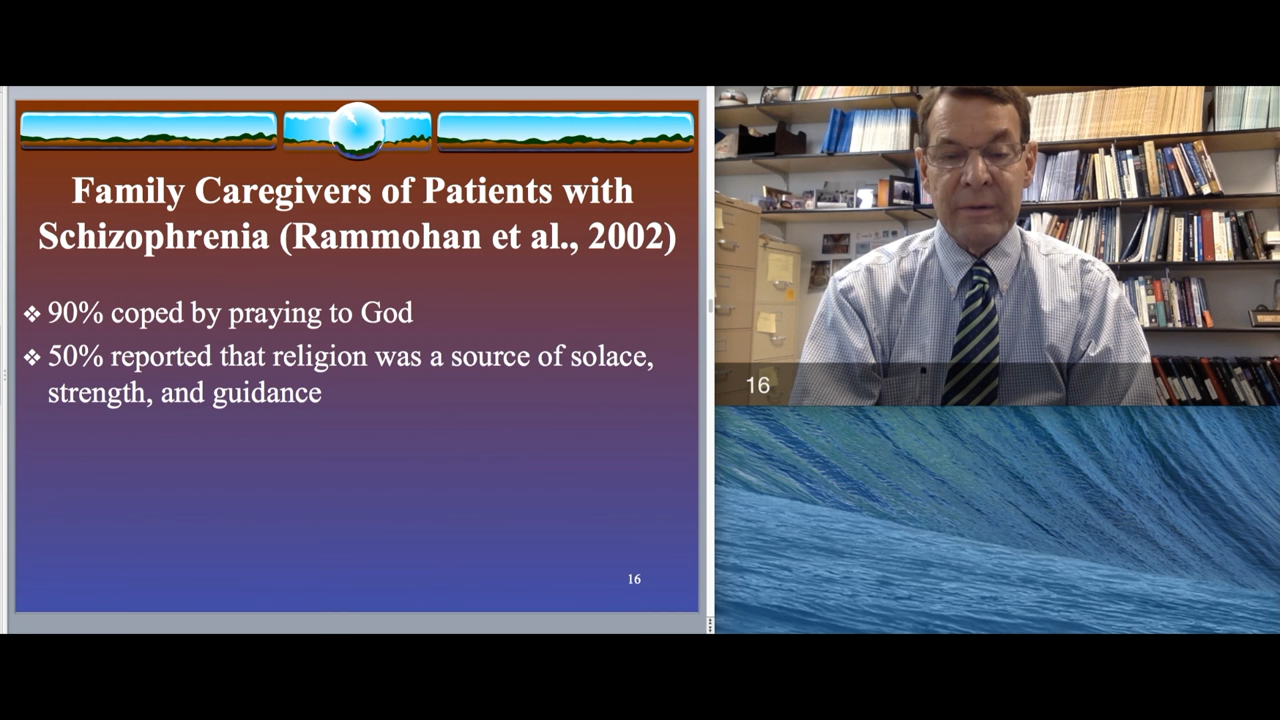 Family Caregivers of Patients with
Schizophrenia (Rammohan et al., 2002)
❖ 90% coped by praying to God
❖ 50% reported that religion was a source of solace,
strength, and guidance
16
16